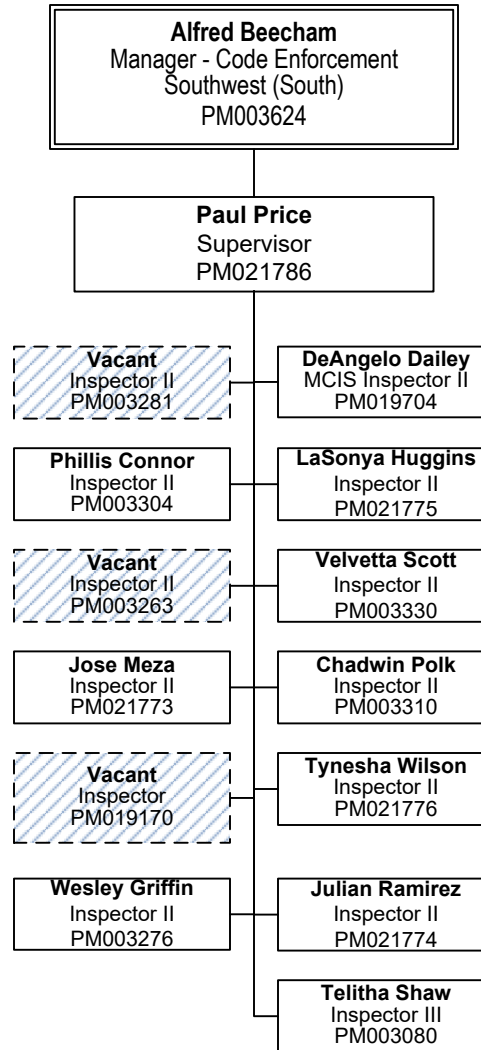 Alfred Beecham
Manager - Code Enforcement
Southwest (South)
PM003624
Paul Price
Supervisor
PM021786
Vacant
Inspector II
PM003281
DeAngelo Dailey
MCIS Inspector II
PM019704
Phillis Connor
Inspector II
PM003304
LaSonya Huggins
Inspector II
PM021775
Vacant
Inspector II
PM003263
Velvetta Scott
Inspector II
PM003330
Jose Meza
Inspector II
PM021773
Chadwin Polk
Inspector II
PM003310
Vacant
Inspector
PM019170
Tynesha Wilson
Inspector II
PM021776
Wesley Griffin
Inspector II
PM003276
Julian Ramirez
Inspector II
PM021774
Telitha Shaw
Inspector III
PM003080